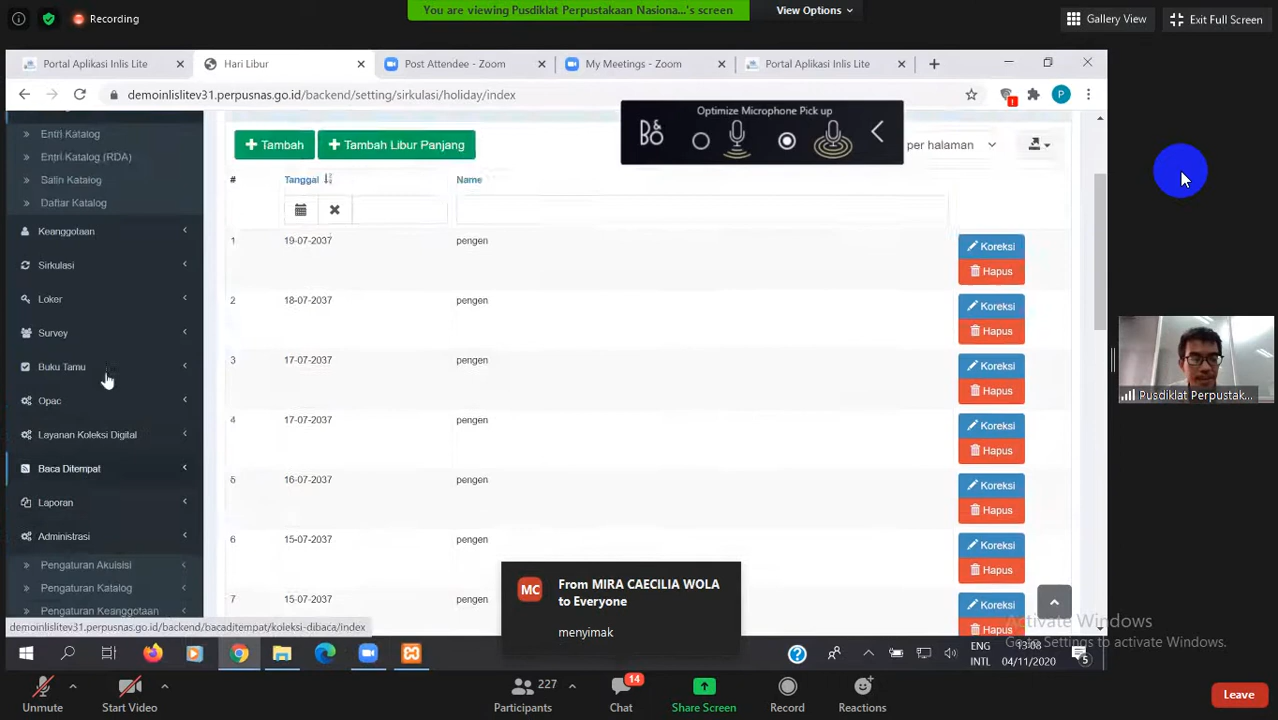 Recording
You are viewing Pusdiklat Perpustakaan Nasiona...'s screen
View Options
Gallery View
Exit Full Screen
Portal Aplikasi Inlis Lite
Hari Libur
Post Attendee - Zoom
My Meetings - Zoom
Portal Aplikasi Inlis Lite
demoinlislitev31.perpusnas.go.id/backend/setting/sirkulasi/holiday/index
P
Optimize Microphone Pick up
B&O
Entri Katalog
Entri Katalog (RDA)
Salin Katalog
Daftar Katalog
Keanggotaan
Sirkulasi
Loker
Survey
Buku Tamu
Opac
Layanan Koleksi Digital
Baca Ditempat
Laporan
Administrasi
Pengaturan Akuisisi
Pengaturan Katalog
Pengaturan Keanggotaan
demoinlislitev31.perpusnas.go.id/backend/bacaditempat/koleksi-dibaca/index
Tambah
Tambah Libur Panjang
per halaman
# Tanggal Name
1 19-07-2037 pengen Koreksi
Hapus
2 18-07-2037 pengen Koreksi
Hapus
3 17-07-2037 pengen Koreksi
Hapus
4 17-07-2037 pengen Koreksi
Hapus
5 16-07-2037 pengen Koreksi
Hapus
6 15-07-2037 pengen Koreksi
Hapus
7 15-07-2037 pengen Koreksi
Hapus
MC
From MIRA CAECILIA WOLA
to Everyone
menyimak
Pusdiklat Perpustak...
Activate Windows
Go to Settings to activate Windows.
ENG
INTL
13:08
04/11/2020
5
Unmute
Start Video
227
Participants
14
Chat
Share Screen
Record
Reactions
Leave